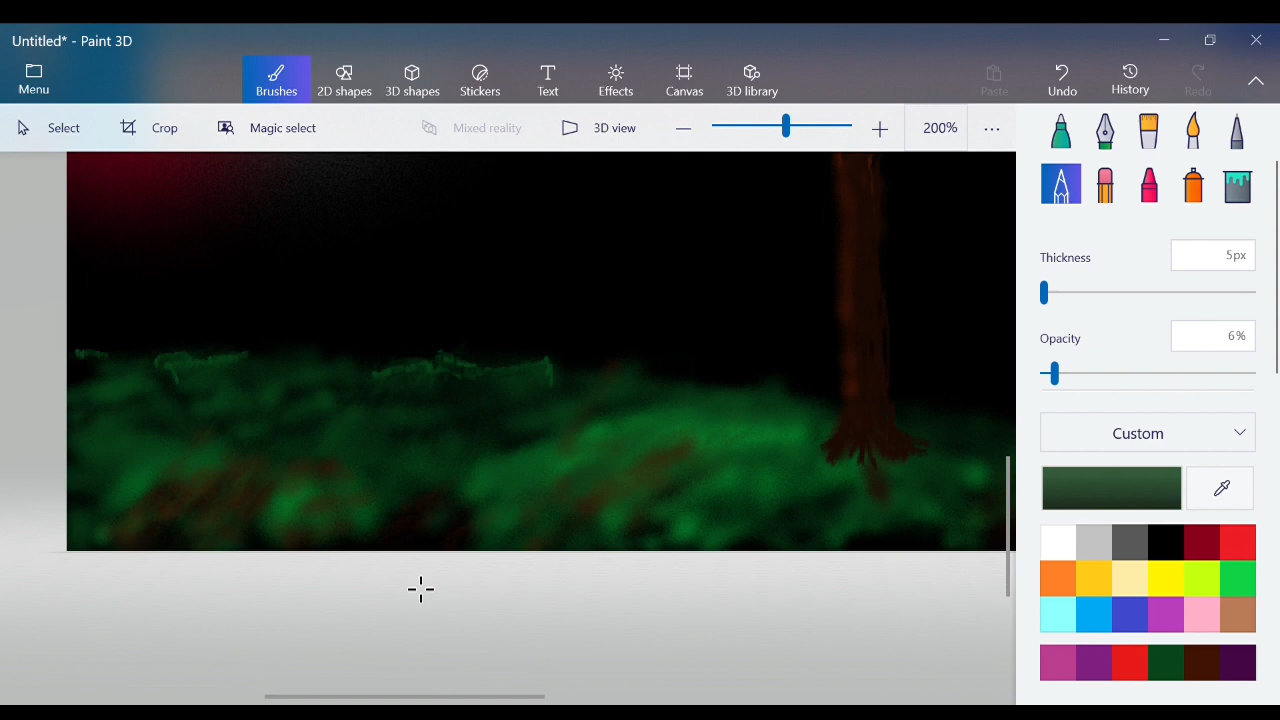 Untitled* - Paint 3D
Menu
Brushes
2D shapes
3D shapes
Stickers
Text
Effects
Canvas
3D library
Paste
Undo
History
Redo
Select
Crop
Magic select
Mixed reality
3D view
200%
Thickness
5px
Opacity
6%
Custom